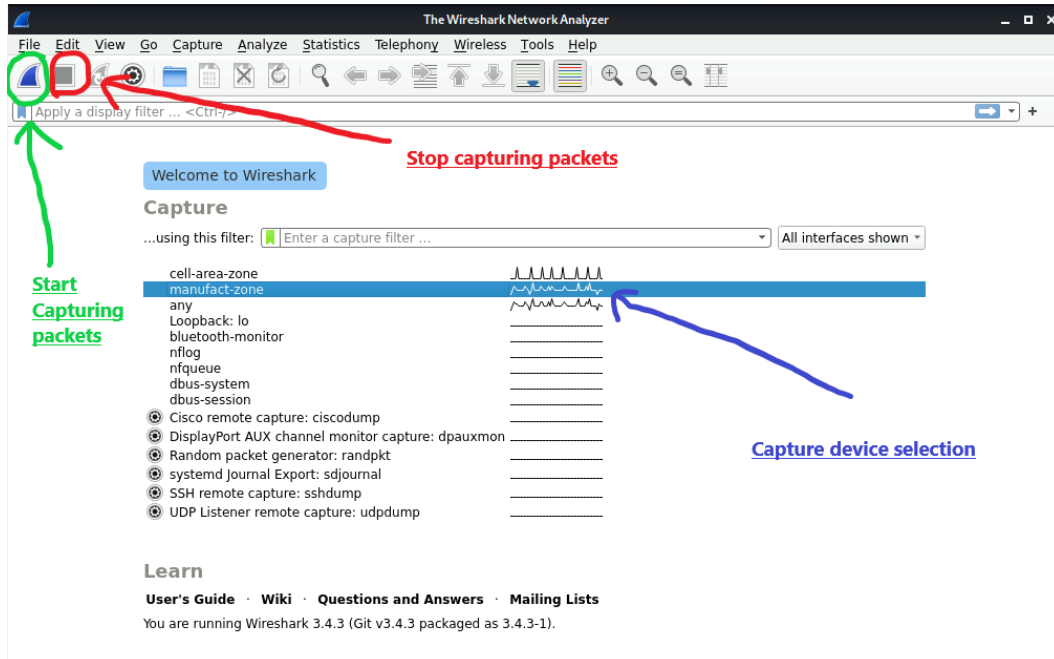 The Wireshark Network Analyzer
File Edit View Go Capture Analyze Statistics Telephony Wireless Tools Help
Apply a display filter ... <Ctrl-/>
Stop capturing packets
Welcome to Wireshark
Capture
...using this filter: Enter a capture filter ... All interfaces shown
cell-area-zone
manufact-zone
any
Loopback: lo
bluetooth-monitor
nflog
nfqueue
dbus-system
dbus-session
Cisco remote capture: ciscodump
DisplayPort AUX channel monitor capture: dpauxmon
Random packet generator: randpkt
systemd Journal Export: sdjournal
SSH remote capture: sshdump
UDP Listener remote capture: udpdump
Start
Capturing
packets
Capture device selection
Learn
User's Guide · Wiki · Questions and Answers · Mailing Lists
You are running Wireshark 3.4.3 (Git v3.4.3 packaged as 3.4.3-1).